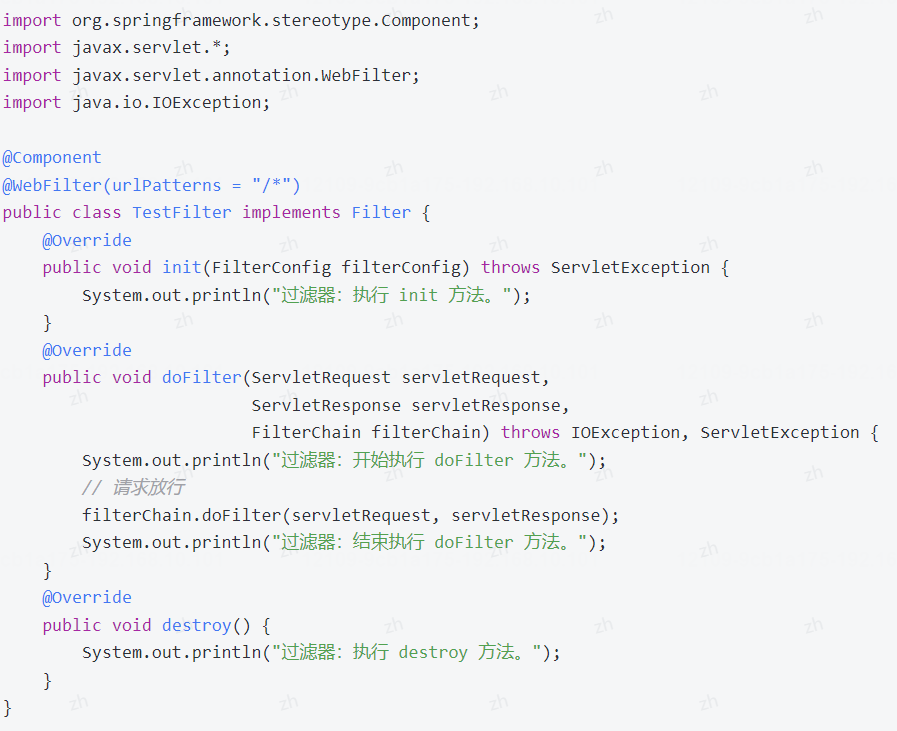 import org.springframework.stereotype.Component;
import javax.servlet.*;
import javax.servlet.annotation.WebFilter;
import java.io.IOException;

@Component
@WebFilter(urlPatterns = "/*")
public class TestFilter implements Filter {
    @Override
    public void init(FilterConfig filterConfig) throws ServletException {
        System.out.println("过滤器：执行 init 方法。");
    }
    @Override
    public void doFilter(ServletRequest servletRequest,
                         ServletResponse servletResponse,
                         FilterChain filterChain) throws IOException, ServletException {
        System.out.println("过滤器：开始执行 doFilter 方法。");
        // 请求放行
        filterChain.doFilter(servletRequest, servletResponse);
        System.out.println("过滤器：结束执行 doFilter 方法。");
    }
    @Override
    public void destroy() {
        System.out.println("过滤器：执行 destroy 方法。");
    }
}